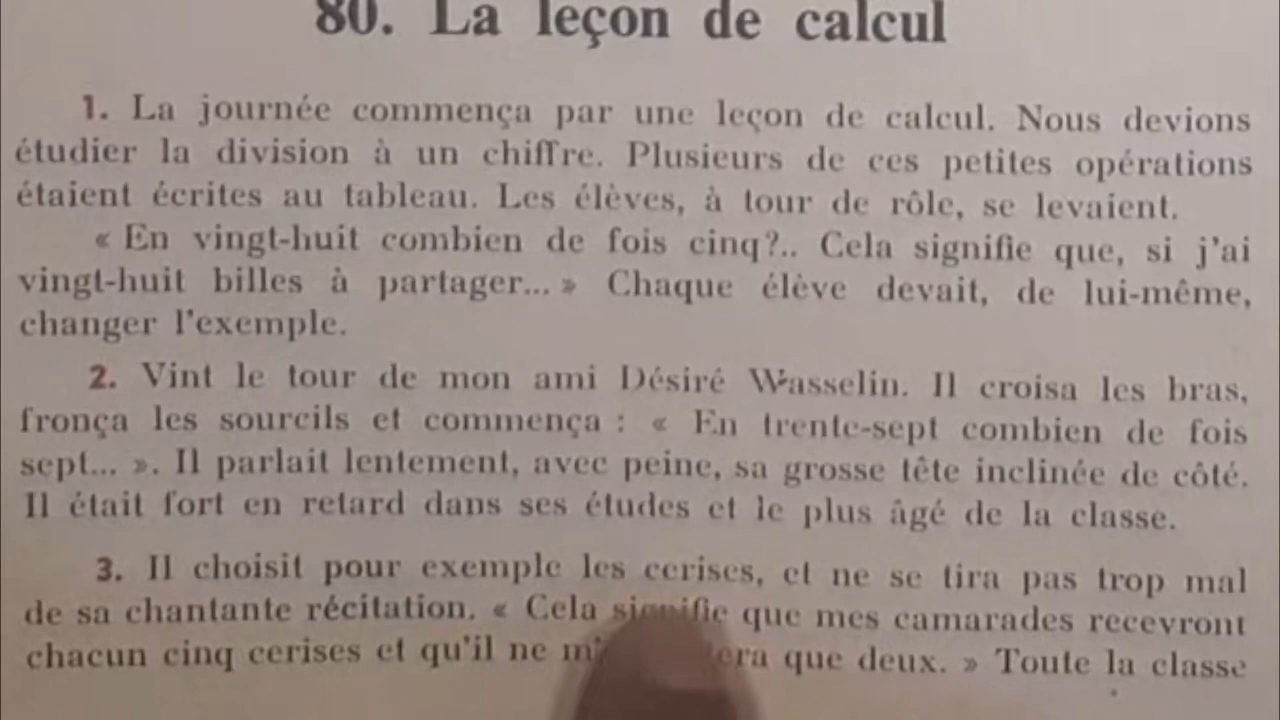 80. La leçon de calcul
1. La journée commença par une leçon de calcul. Nous devions
étudier la division à un chiffre. Plusieurs de ces petites opérations
étaient écrites au tableau. Les élèves, à tour de rôle, se levaient.
« En vingt-huit combien de fois cinq?.. Cela signifie que, si j'ai
vingt-huit billes à partager... » Chaque élève devait, de lui-même,
changer l'exemple.
2. Vint le tour de mon ami Désiré Wasselin. Il croisa les bras,
fronça les sourcils et commença : « En trente-sept combien de fois
sept... ». Il parlait lentement, avec peine, sa grosse tête inclinée de côté.
Il était fort en retard dans ses études et le plus âgé de la classe.
3. Il choisit pour exemple les cerises, et ne se tira pas trop mal
de sa chantante récitation. « Cela signifie que mes camarades recevront
chacun cinq cerises et qu'il ne que deux. » Toute la classe